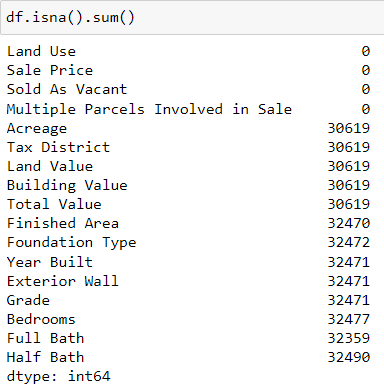 df.isna().sum()
Land Use 0
Sale Price 0
Sold As Vacant 0
Multiple Parcels Involved in Sale 0
Acreage 30619
Tax District 30619
Land Value 30619
Building Value 30619
Total Value 30619
Finished Area 32470
Foundation Type 32472
Year Built 32471
Exterior Wall 32471
Grade 32471
Bedrooms 32477
Full Bath 32359
Half Bath 32490
dtype: int64